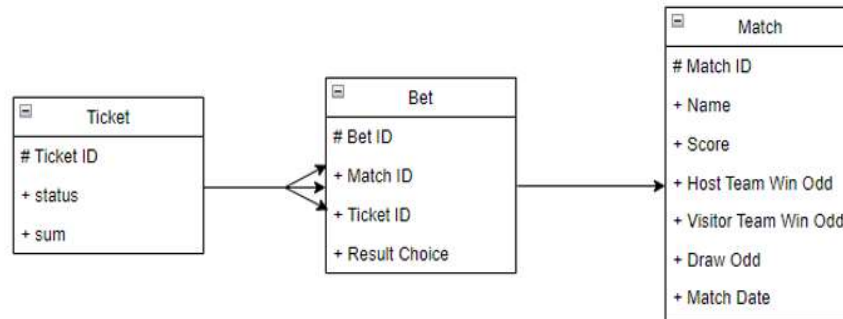 Ticket
# Ticket ID
+ status
+ sum
Bet
# Bet ID
+ Match ID
+ Ticket ID
+ Result Choice
Match
# Match ID
+ Name
+ Score
+ Host Team Win Odd
+ Visitor Team Win Odd
+ Draw Odd
+ Match Date